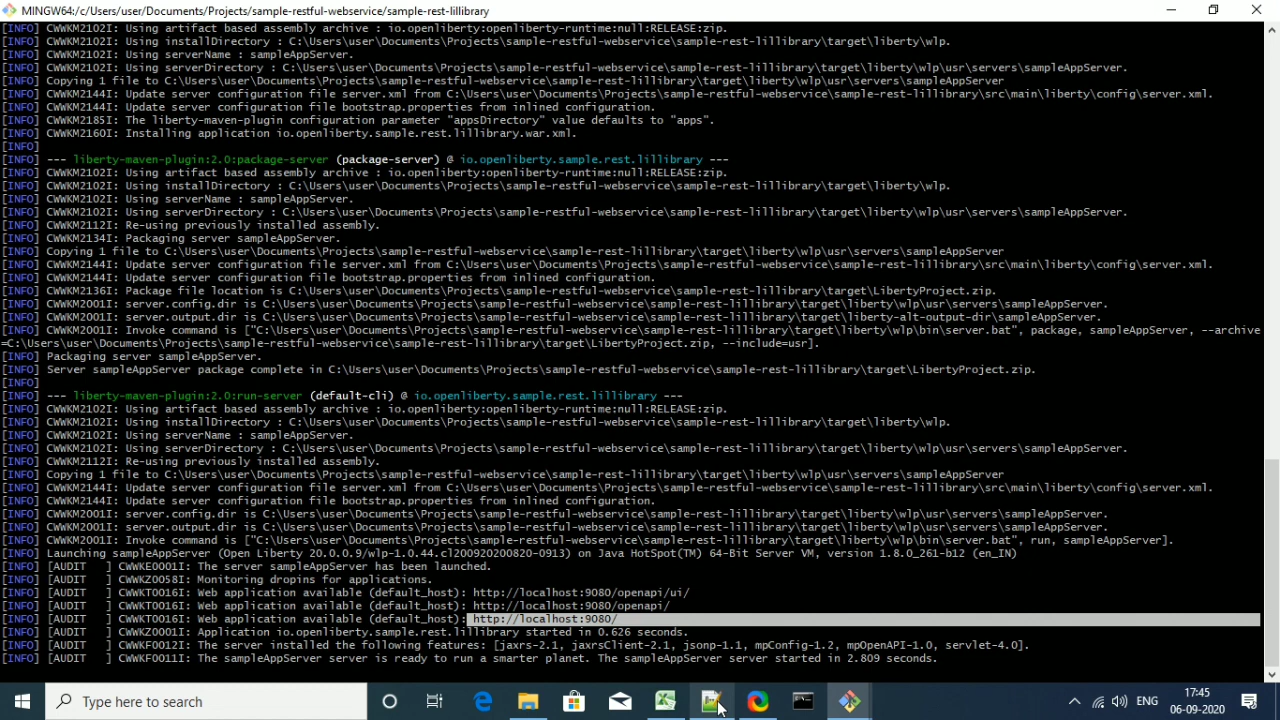 MINGW64:/c/Users/user/Documents/Projects/sample-restful-webservice/sample-rest-lillibrary
[INFO] CWWKM2102I: Using artifact based assembly archive : io.openliberty:openliberty-runtime:null:RELEASE:zip.
[INFO] CWWKM2102I: Using installDirectory : C:\Users\user\Documents\Projects\sample-restful-webservice\sample-rest-lillibrary\target\liberty\wlp.
[INFO] CWWKM2102I: Using serverName : sampleAppServer.
[INFO] CWWKM2102I: Using serverDirectory : C:\Users\user\Documents\Projects\sample-restful-webservice\sample-rest-lillibrary\target\liberty\wlp\usr\servers\sampleAppServer.
[INFO] Copying 1 file to C:\Users\user\Documents\Projects\sample-restful-webservice\sample-rest-lillibrary\target\liberty\wlp\usr\servers\sampleAppServer
[INFO] CWWKM2144I: Update server configuration file server.xml from C:\Users\user\Documents\Projects\sample-restful-webservice\sample-rest-lillibrary\src\main\liberty\config\server.xml.
[INFO] CWWKM2144I: Update server configuration file bootstrap.properties from inlined configuration.
[INFO] CWWKM2185I: The liberty-maven-plugin configuration parameter "appsDirectory" value defaults to "apps".
[INFO] CWWKM2160I: Installing application io.openliberty.sample.rest.lillibrary.war.xml.
[INFO]
[INFO] --- liberty-maven-plugin:2.0:package-server (package-server) @ io.openliberty.sample.rest.lillibrary ---
[INFO] CWWKM2102I: Using artifact based assembly archive : io.openliberty:openliberty-runtime:null:RELEASE:zip.
[INFO] CWWKM2102I: Using installDirectory : C:\Users\user\Documents\Projects\sample-restful-webservice\sample-rest-lillibrary\target\liberty\wlp.
[INFO] CWWKM2102I: Using serverName : sampleAppServer.
[INFO] CWWKM2102I: Using serverDirectory : C:\Users\user\Documents\Projects\sample-restful-webservice\sample-rest-lillibrary\target\liberty\wlp\usr\servers\sampleAppServer.
[INFO] CWWKM2112I: Re-using previously installed assembly.
[INFO] CWWKM2134I: Packaging server sampleAppServer.
[INFO] Copying 1 file to C:\Users\user\Documents\Projects\sample-restful-webservice\sample-rest-lillibrary\target\liberty\wlp\usr\servers\sampleAppServer
[INFO] CWWKM2144I: Update server configuration file server.xml from C:\Users\user\Documents\Projects\sample-restful-webservice\sample-rest-lillibrary\src\main\liberty\config\server.xml.
[INFO] CWWKM2144I: Update server configuration file bootstrap.properties from inlined configuration.
[INFO] CWWKM2136I: Package file location is C:\Users\user\Documents\Projects\sample-restful-webservice\sample-rest-lillibrary\target\LibertyProject.zip.
[INFO] CWWKM2001I: server.config.dir is C:\Users\user\Documents\Projects\sample-restful-webservice\sample-rest-lillibrary\target\liberty\wlp\usr\servers\sampleAppServer.
[INFO] CWWKM2001I: server.output.dir is C:\Users\user\Documents\Projects\sample-restful-webservice\sample-rest-lillibrary\target\liberty-alt-output-dir\sampleAppServer.
[INFO] CWWKM2001I: Invoke command is ["C:\Users\user\Documents\Projects\sample-restful-webservice\sample-rest-lillibrary\target\liberty\wlp\bin\server.bat", package, sampleAppServer, --archive
=C:\Users\user\Documents\Projects\sample-restful-webservice\sample-rest-lillibrary\target\LibertyProject.zip, --include=usr].
[INFO] Packaging server sampleAppServer.
[INFO] Server sampleAppServer package complete in C:\Users\user\Documents\Projects\sample-restful-webservice\sample-rest-lillibrary\target\LibertyProject.zip.
[INFO]
[INFO] --- liberty-maven-plugin:2.0:run-server (default-cli) @ io.openliberty.sample.rest.lillibrary ---
[INFO] CWWKM2102I: Using artifact based assembly archive : io.openliberty:openliberty-runtime:null:RELEASE:zip.
[INFO] CWWKM2102I: Using installDirectory : C:\Users\user\Documents\Projects\sample-restful-webservice\sample-rest-lillibrary\target\liberty\wlp.
[INFO] CWWKM2102I: Using serverName : sampleAppServer.
[INFO] CWWKM2102I: Using serverDirectory : C:\Users\user\Documents\Projects\sample-restful-webservice\sample-rest-lillibrary\target\liberty\wlp\usr\servers\sampleAppServer.
[INFO] CWWKM2112I: Re-using previously installed assembly.
[INFO] Copying 1 file to C:\Users\user\Documents\Projects\sample-restful-webservice\sample-rest-lillibrary\target\liberty\wlp\usr\servers\sampleAppServer
[INFO] CWWKM2144I: Update server configuration file server.xml from C:\Users\user\Documents\Projects\sample-restful-webservice\sample-rest-lillibrary\src\main\liberty\config\server.xml.
[INFO] CWWKM2144I: Update server configuration file bootstrap.properties from inlined configuration.
[INFO] CWWKM2001I: server.config.dir is C:\Users\user\Documents\Projects\sample-restful-webservice\sample-rest-lillibrary\target\liberty\wlp\usr\servers\sampleAppServer.
[INFO] CWWKM2001I: server.output.dir is C:\Users\user\Documents\Projects\sample-restful-webservice\sample-rest-lillibrary\target\liberty\wlp\usr\servers\sampleAppServer.
[INFO] CWWKM2001I: Invoke command is ["C:\Users\user\Documents\Projects\sample-restful-webservice\sample-rest-lillibrary\target\liberty\wlp\bin\server.bat", run, sampleAppServer].
[INFO] Launching sampleAppServer (Open Liberty 20.0.0.9/wlp-1.0.44.cl200920200820-0913) on Java HotSpot(TM) 64-Bit Server VM, version 1.8.0_261-b12 (en_IN)
[INFO] [AUDIT   ] CWWKE0001I: The server sampleAppServer has been launched.
[INFO] [AUDIT   ] CWWKZ0058I: Monitoring dropins for applications.
[INFO] [AUDIT   ] CWWKT0016I: Web application available (default_host): http://localhost:9080/openapi/ui/
[INFO] [AUDIT   ] CWWKT0016I: Web application available (default_host): http://localhost:9080/openapi/
[INFO] [AUDIT   ] CWWKT0016I: Web application available (default_host): http://localhost:9080/
[INFO] [AUDIT   ] CWWKZ0001I: Application io.openliberty.sample.rest.lillibrary started in 0.626 seconds.
[INFO] [AUDIT   ] CWWKF0012I: The server installed the following features: [jaxrs-2.1, jaxrsClient-2.1, jsonp-1.1, mpConfig-1.2, mpOpenAPI-1.0, servlet-4.0].
[INFO] [AUDIT   ] CWWKF0011I: The sampleAppServer server is ready to run a smarter planet. The sampleAppServer server started in 2.809 seconds.
Type here to search
ENG
17:45
06-09-2020